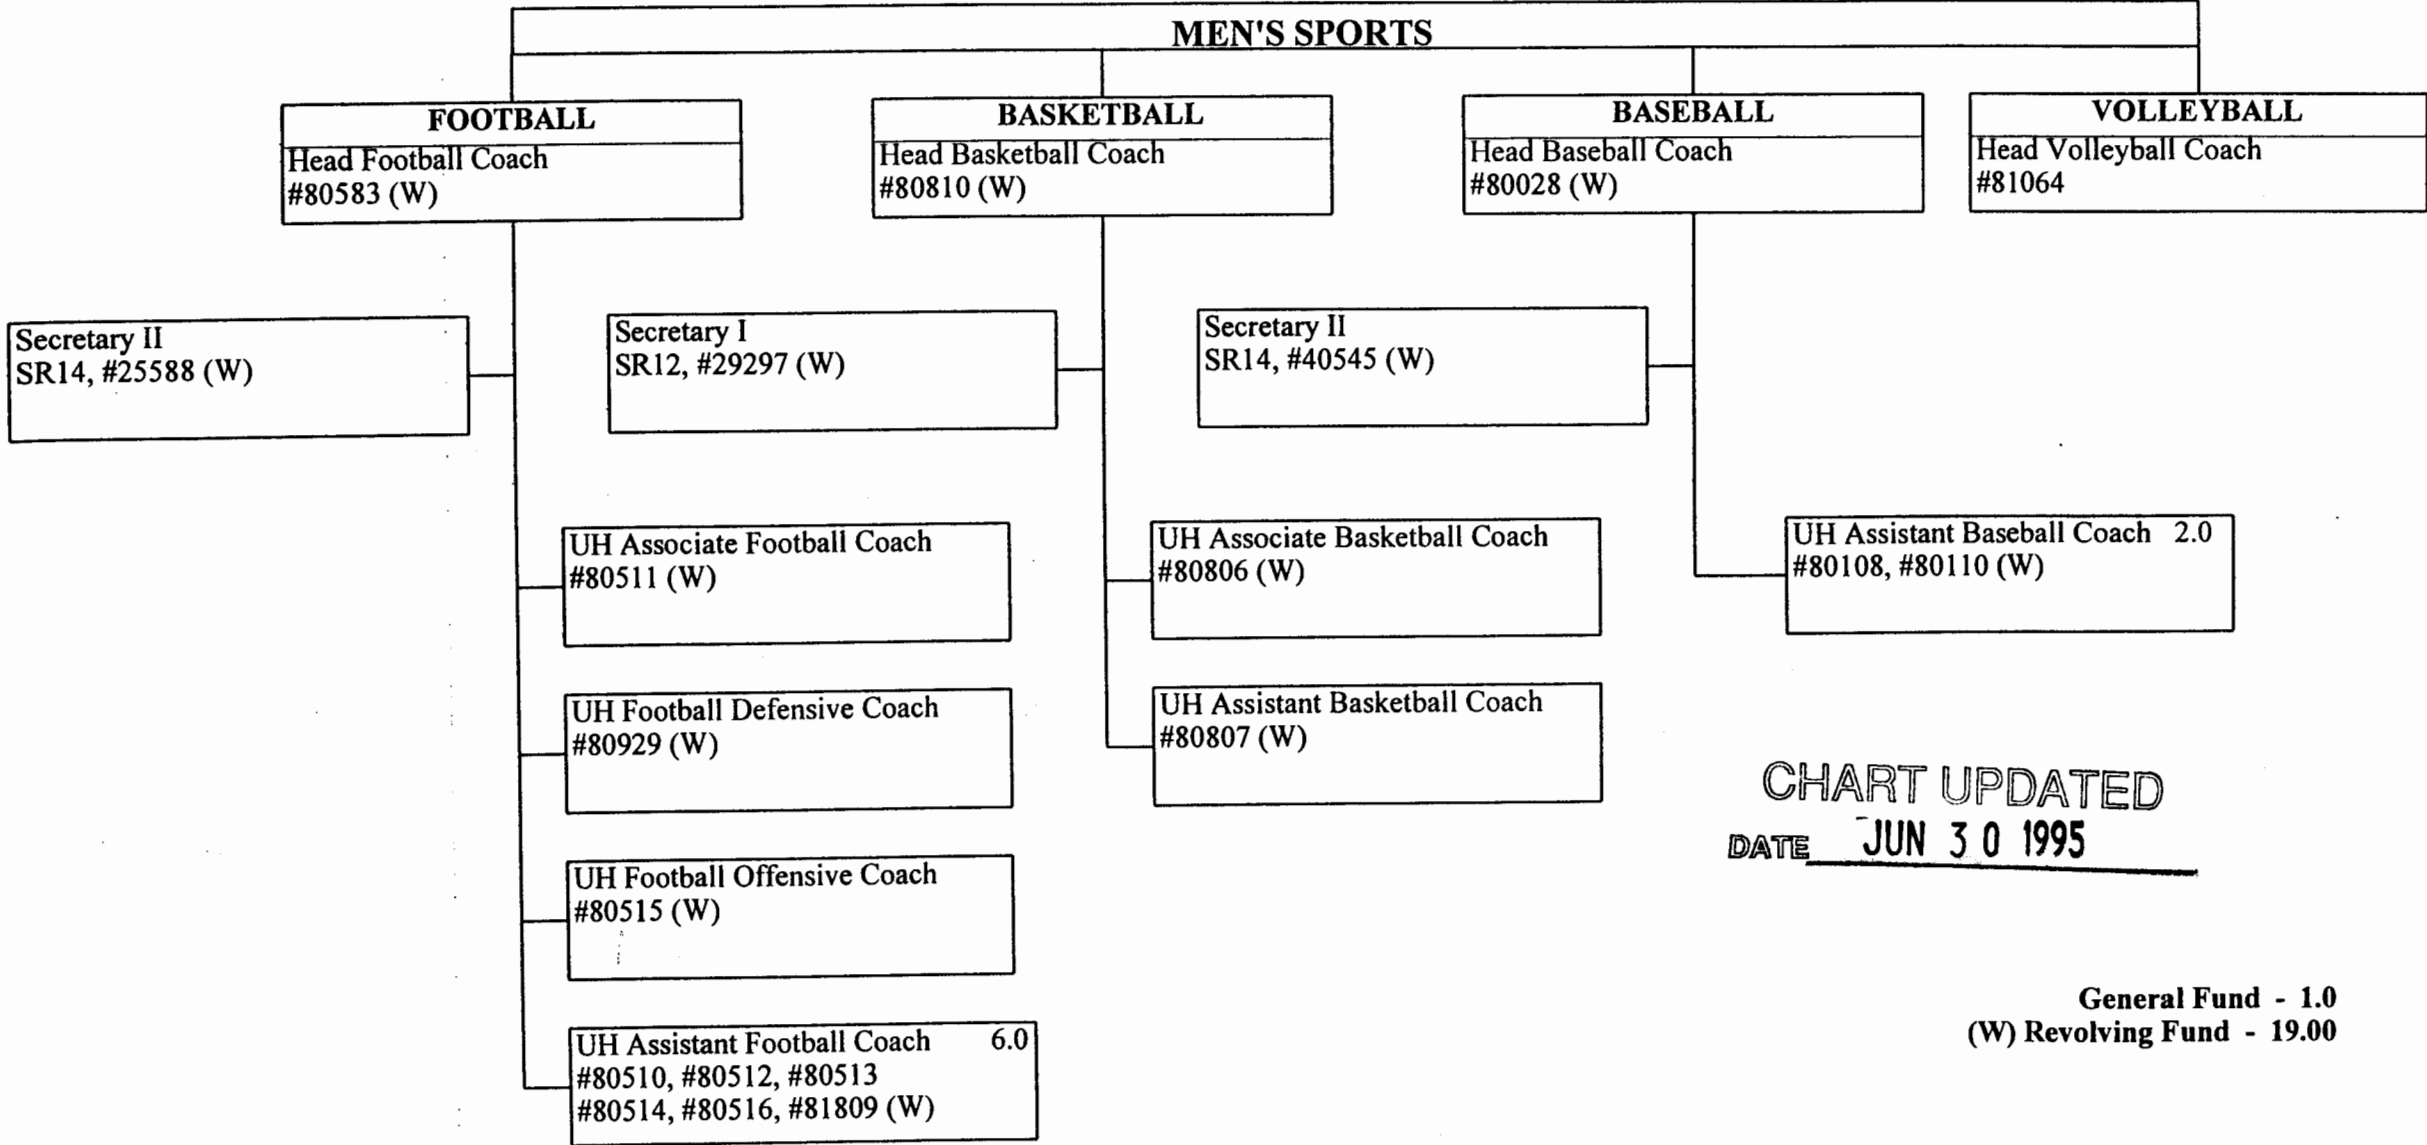 MEN'S SPORTS
FOOTBALL
Head Football Coach
#80583 (W)
BASKETBALL
Head Basketball Coach
#80810 (W)
BASEBALL
Head Baseball Coach
#80028 (W)
VOLLEYBALL
Head Volleyball Coach
#81064
Secretary II
SR14, #25588 (W)
Secretary I
SR12, #29297 (W)
Secretary II
SR14, #40545 (W)
UH Associate Football Coach
#80511 (W)
UH Football Defensive Coach
#80929 (W)
UH Football Offensive Coach
#80515 (W)
UH Assistant Football Coach 6.0
#80510, #80512, #80513
#80514, #80516, #81809 (W)
UH Associate Basketball Coach
#80806 (W)
UH Assistant Basketball Coach
#80807 (W)
UH Assistant Baseball Coach 2.0
#80108, #80110 (W)
CHART UPDATED
DATE JUN 30 1995
General Fund - 1.0
(W) Revolving Fund - 19.00